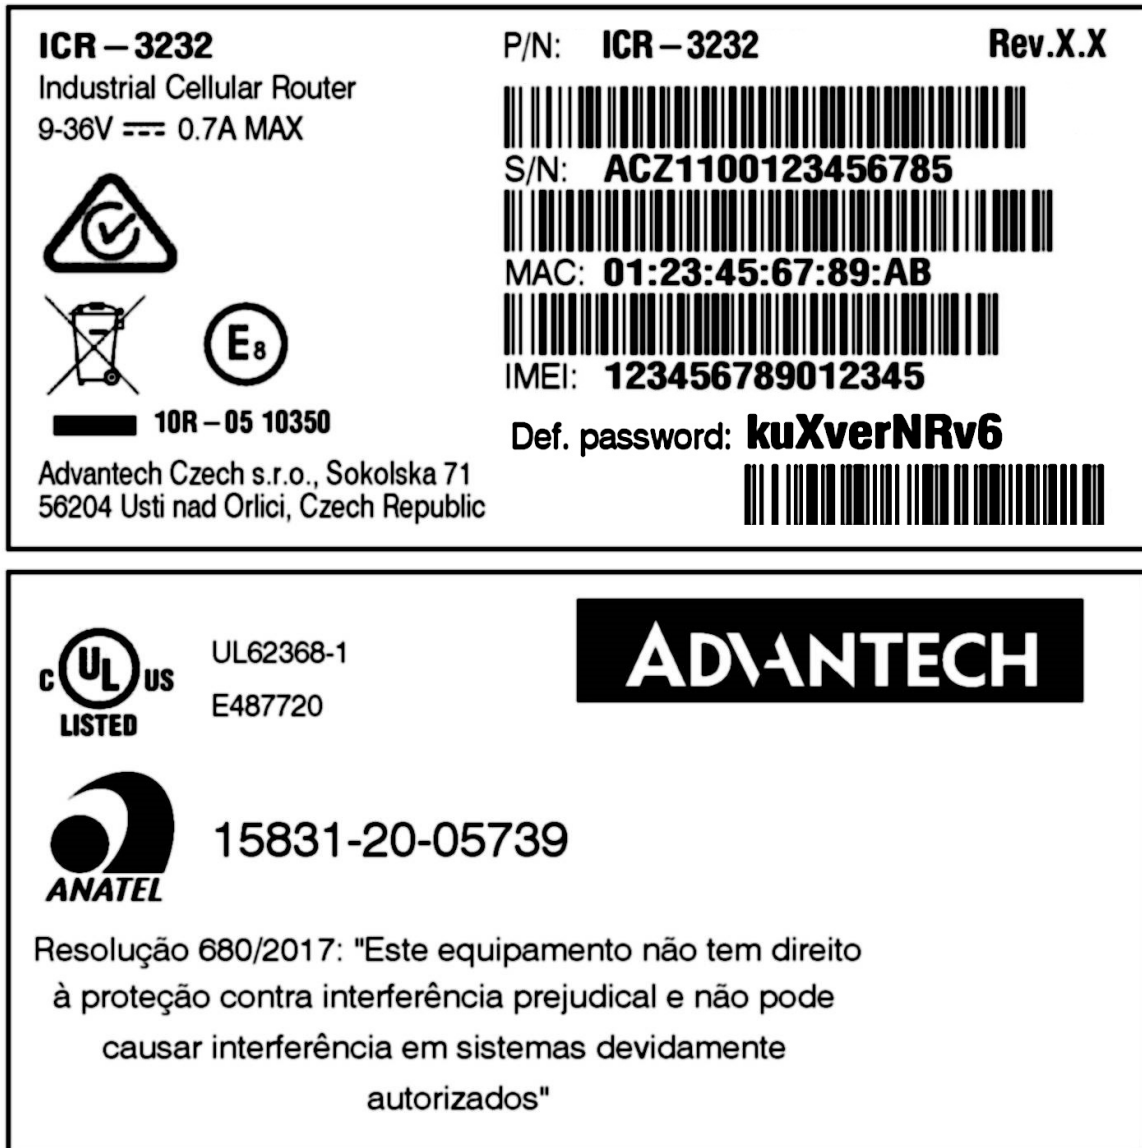 ICR – 3232
Industrial Cellular Router
9-36V 0.7A MAX
E8
10R – 05 10350
Advantech Czech s.r.o., Sokolska 71
56204 Usti nad Orlici, Czech Republic
P/N: ICR – 3232 Rev.X.X
S/N: ACZ1100123456785
MAC: 01:23:45:67:89:AB
IMEI: 123456789012345
Def. password: kuXverNRv6
C UL US
LISTED
UL62368-1
E487720
ADVANTECH
ANATEL
15831-20-05739
Resolução 680/2017: "Este equipamento não tem direito
à proteção contra interferência prejudical e não pode
causar interferência em sistemas devidamente
autorizados"